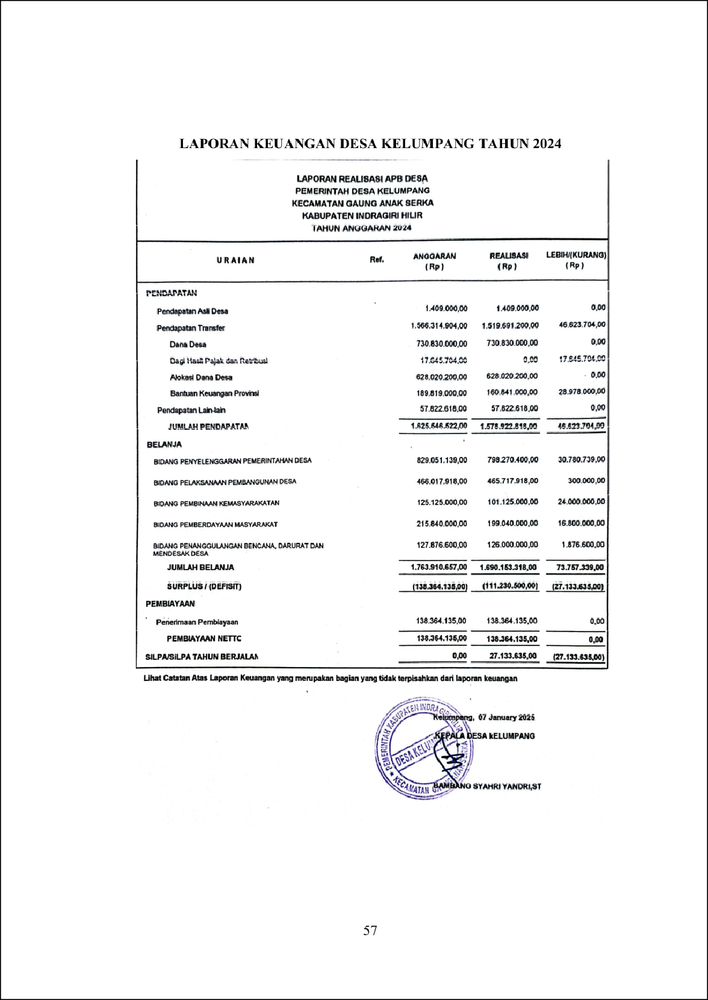 LAPORAN KEUANGAN DESA KELUMPANG TAHUN 2024
LAPORAN REALISASI APB DESA
PEMERINTAH DESA KELUMPANG
KECAMATAN GAUNG ANAK SERKA
KABUPATEN INDRAGIRI HILIR
TAHUN ANGGARAN 2024
URAIAN Ref. ANGGARAN (Rp) REALISASI (Rp) LEBIH/(KURANG) (Rp)
PENDAPATAN
Pendapatan Asli Desa 1.409.000,00 1.409.000,00 0,00
Pendapatan Transfer 1.566.314.904,00 1.519.691.200,00 46.623.704,00
Dana Desa 730.830.000,00 730.830.000,00 0,00
Bagi Hasil Pajak dan Retribusi 17.645.704,00 0,00 17.645.704,00
Alokasi Dana Desa 628.020.200,00 628.020.200,00 0,00
Bantuan Keuangan Provinsi 189.819.000,00 160.841.000,00 28.978.000,00
Pendapatan Lain-lain 57.822.618,00 57.822.618,00 0,00
JUMLAH PENDAPATAN 1.625.546.522,00 1.578.922.818,00 46.623.704,00
BELANJA
BIDANG PENYELENGGARAN PEMERINTAHAN DESA 829.051.139,00 798.270.400,00 30.780.739,00
BIDANG PELAKSANAAN PEMBANGUNAN DESA 466.017.918,00 465.717.918,00 300.000,00
BIDANG PEMBINAAN KEMASYARAKATAN 125.125.000,00 101.125.000,00 24.000.000,00
BIDANG PEMBERDAYAAN MASYARAKAT 215.840.000,00 199.040.000,00 16.800.000,00
BIDANG PENANGGULANGAN BENCANA, DARURAT DAN 127.876.600,00 126.000.000,00 1.876.600,00
MENDESAK DESA
JUMLAH BELANJA 1.763.910.657,00 1.690.153.318,00 73.757.339,00
SURPLUS / (DEFISIT) (138.364.135,00) (111.230.500,00) (27.133.635,00)
PEMBIAYAAN
Penerimaan Pembiayaan 138.364.135,00 138.364.135,00 0,00
PEMBIAYAAN NETTO 138.364.135,00 138.364.135,00 0,00
SILPA/SiLPA TAHUN BERJALAN 0,00 27.133.635,00 (27.133.635,00)
Lihat Catatan Atas Laporan Keuangan yang merupakan bagian yang tidak terpisahkan dari laporan keuangan
Kelumpang, 07 January 2025
KEPALA DESA kELUMPANG
PEMERINTAH KABUPATEN INDRAGIRI HILIR
DESA KELUMPANG
KECAMATAN GAUNG ANAK SERKA
BAMBANG SYAHRI YANDRI,ST
57